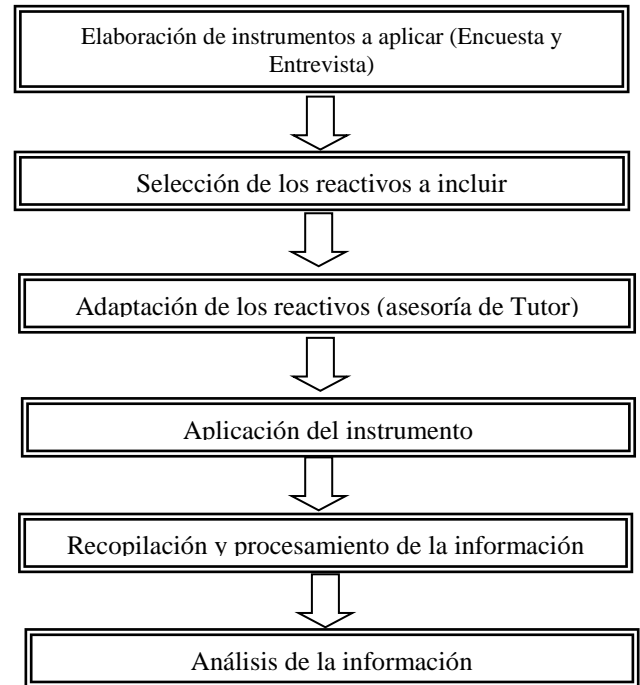 Elaboración de instrumentos a aplicar (Encuesta y
Entrevista)
Selección de los reactivos a incluir
Adaptación de los reactivos (asesoría de Tutor)
Aplicación del instrumento
Recopilación y procesamiento de la información
Análisis de la información